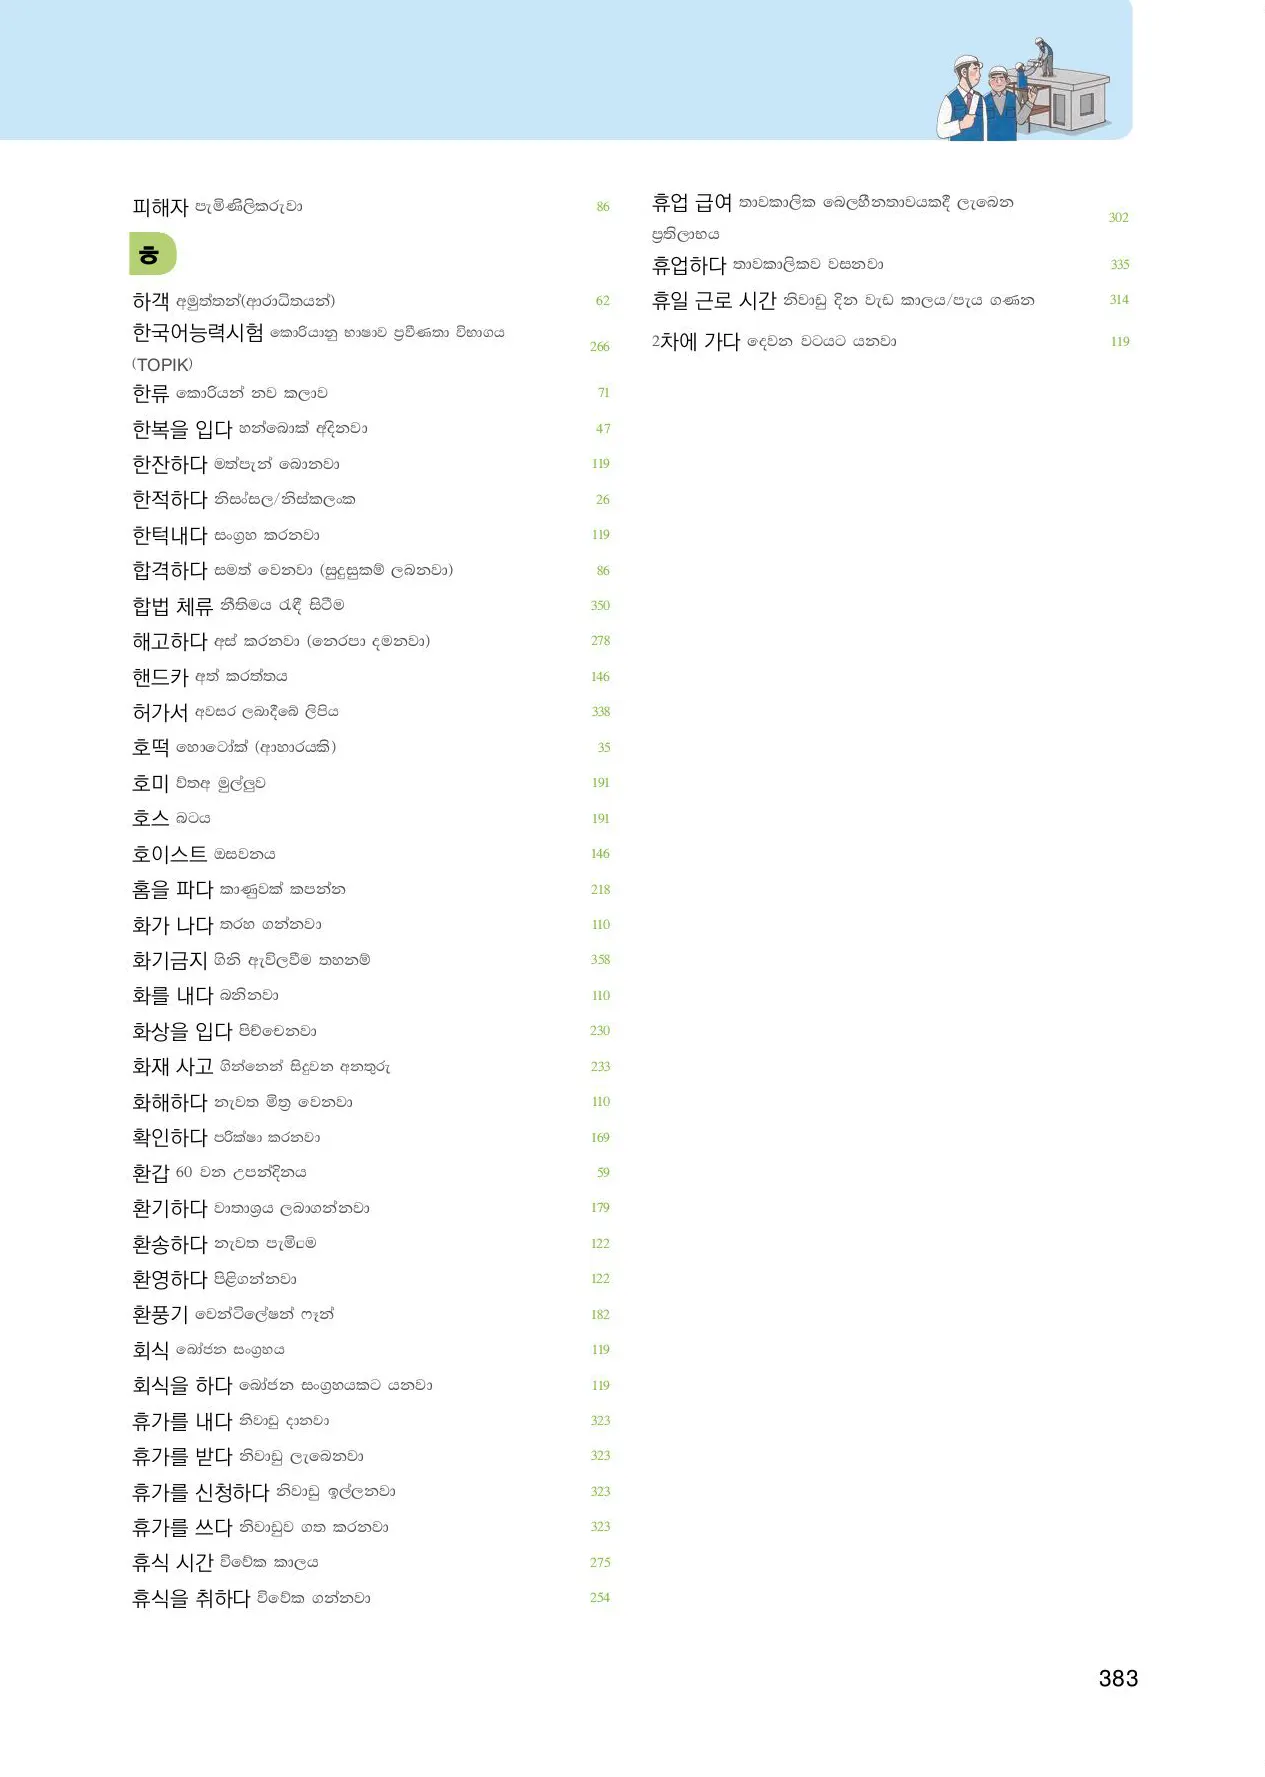 피해자 පැමිණිලිකරුවා 86
ㅎ
하객 අමුත්තන්(ආරාධිතයන්) 62
한국어능력시험 කොරියානු භාෂාව ප්‍රවීණතා විභාගය
(TOPIK) 266
한류 කොරියන් නව කලාව 71
한복을 입다 හන්බොක් අඳිනවා 47
한잔하다 මත්පැන් බොනවා 119
한적하다 නිසංසල/නිස්කලංක 26
한턱내다 සංග්‍රහ කරනවා 119
합격하다 සමත් වෙනවා (සුදුසුකම් ලබනවා) 86
합법 체류 නීතිමය රැඳී සිටීම 350
해고하다 අස් කරනවා (නෙරපා දමනවා) 278
핸드카 අත් කරත්තය 146
허가서 අවසර ලබාදීබේ ලිපිය 338
호떡 හොටෝක් (ආහාරයකි) 35
호미 මුල්ලුව 191
호스 බටය 191
호이스트 ඔසවනය 146
홈을 파다 කාණුවක් කපන්න 218
화가 나다 තරහ ගන්නවා 110
화기금지 ගිනි ඇවිලවීම තහනම් 358
화를 내다 බනිනවා 110
화상을 입다 පිච්චෙනවා 230
화재 사고 ගින්නෙන් සිදුවන අනතුරු 233
화해하다 නැවත මිත්‍ර වෙනවා 110
확인하다 පරික්ෂා කරනවා 169
환갑 60 වන උපන්දිනය 59
환기하다 වාතාශ්‍රය ලබාගන්නවා 179
환송하다 නැවත 122
환영하다 පිළිගන්නවා 122
환풍기 වෙන්ටිලේෂන් ෆෑන් 182
회식 බෝජන සංග්‍රහය 119
회식을 하다 බෝජන සංග්‍රහයකට යනවා 119
휴가를 내다 නිවාඩු දානවා 323
휴가를 받다 නිවාඩු ලැබෙනවා 323
휴가를 신청하다 නිවාඩු ඉල්ලනවා 323
휴가를 쓰다 නිවාඩුව ගත කරනවා 323
휴식 시간 විවේක කාලය 275
휴식을 취하다 විවේක ගන්නවා 254
휴업 급여 තාවකාලික බෙලහීනතාවයකදී ලැබෙන
ප්‍රතිලාභය 302
휴업하다 තාවකාලිකව වසනවා 335
휴일 근로 시간 නිවාඩු දින වැඩ කාලය/පැය ගණන 314
2차에 가다 දෙවන වටයට යනවා 119
383